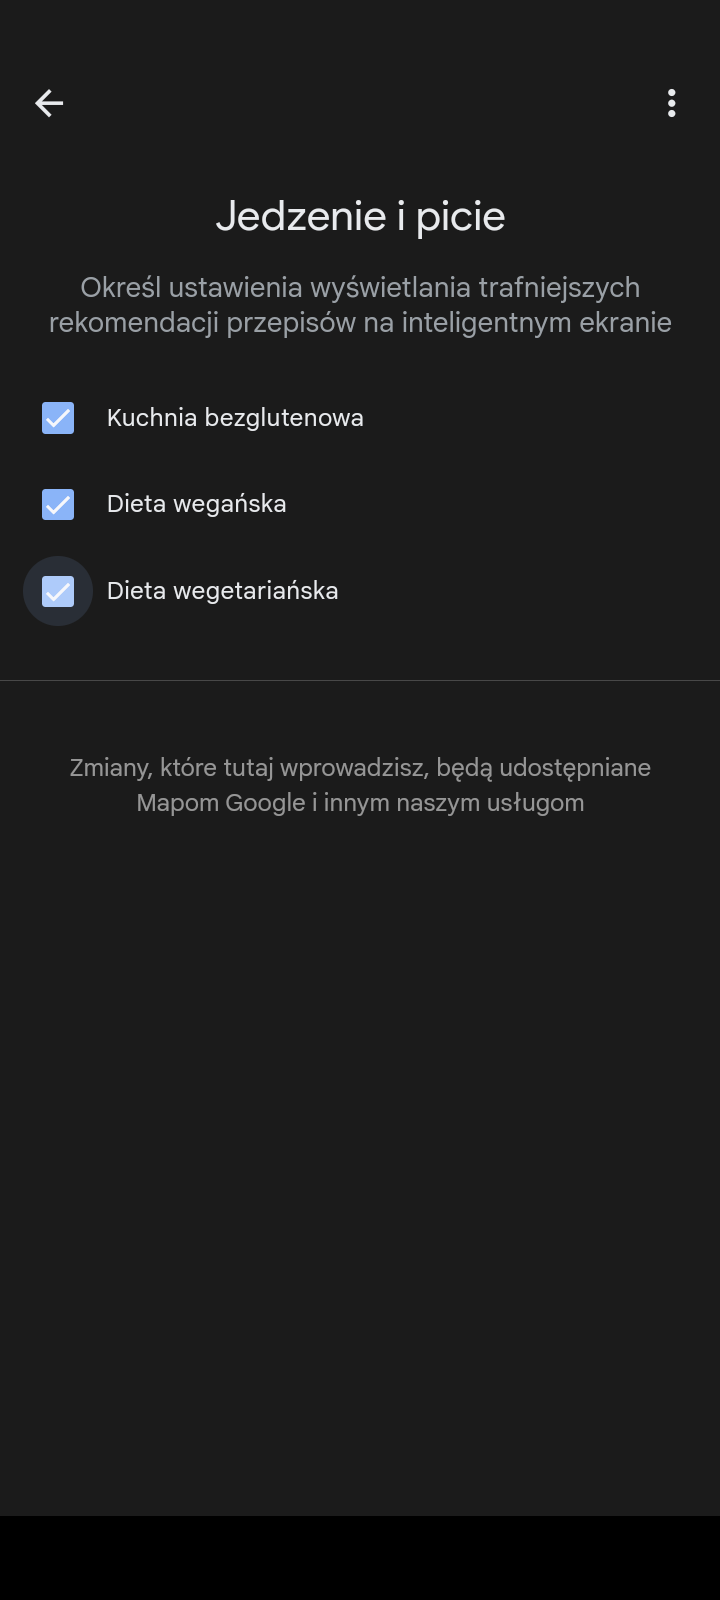 Jedzenie i picie
Określ ustawienia wyświetlania trafniejszych
rekomendacji przepisów na inteligentnym ekranie
Kuchnia bezglutenowa
Dieta wegańska
Dieta wegetariańska
Zmiany, które tutaj wprowadzisz, będą udostępniane
Mapom Google i innym naszym usługom